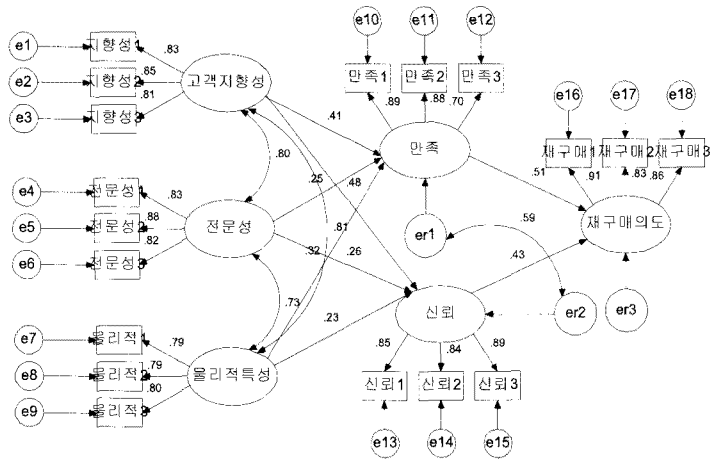 e1
지향성1
.83
e2
지향성2
.85
e3
지향성3
.81
고객지향성
e10
e11
e12
만족1
만족2
만족3
.89
.88
.70
만족
.41
.80
.25
.48
e4
전문성1
.83
e5
전문성2
.88
e6
전문성3
.82
전문성
.81
.32
.26
.73
.23
e16
e17
e18
재구매1
재구매2
재구매3
.51
.91
.83
.86
재구매의도
er1
.59
.43
er2
er3
e7
물리적1
.79
e8
물리적2
.79
e9
물리적3
.80
물리적특성
신뢰
.85
.84
.89
신뢰1
신뢰2
신뢰3
e13
e14
e15